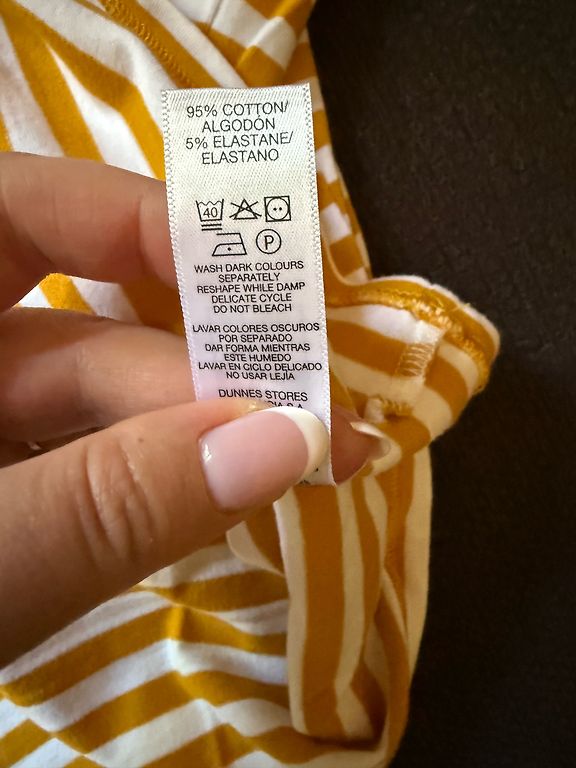 95% COTTON/
ALGODÓN
5% ELASTANE/
ELASTANO
40
P
WASH DARK COLOURS
SEPARATELY
RESHAPE WHILE DAMP
DELICATE CYCLE
DO NOT BLEACH
LAVAR COLORES OSCUROS
POR SEPARADO
DAR FORMA MIENTRAS
ESTE HUMEDO
LAVAR EN CICLO DELICADO
NO USAR LEJÍA
DUNNES STORES
S.A.